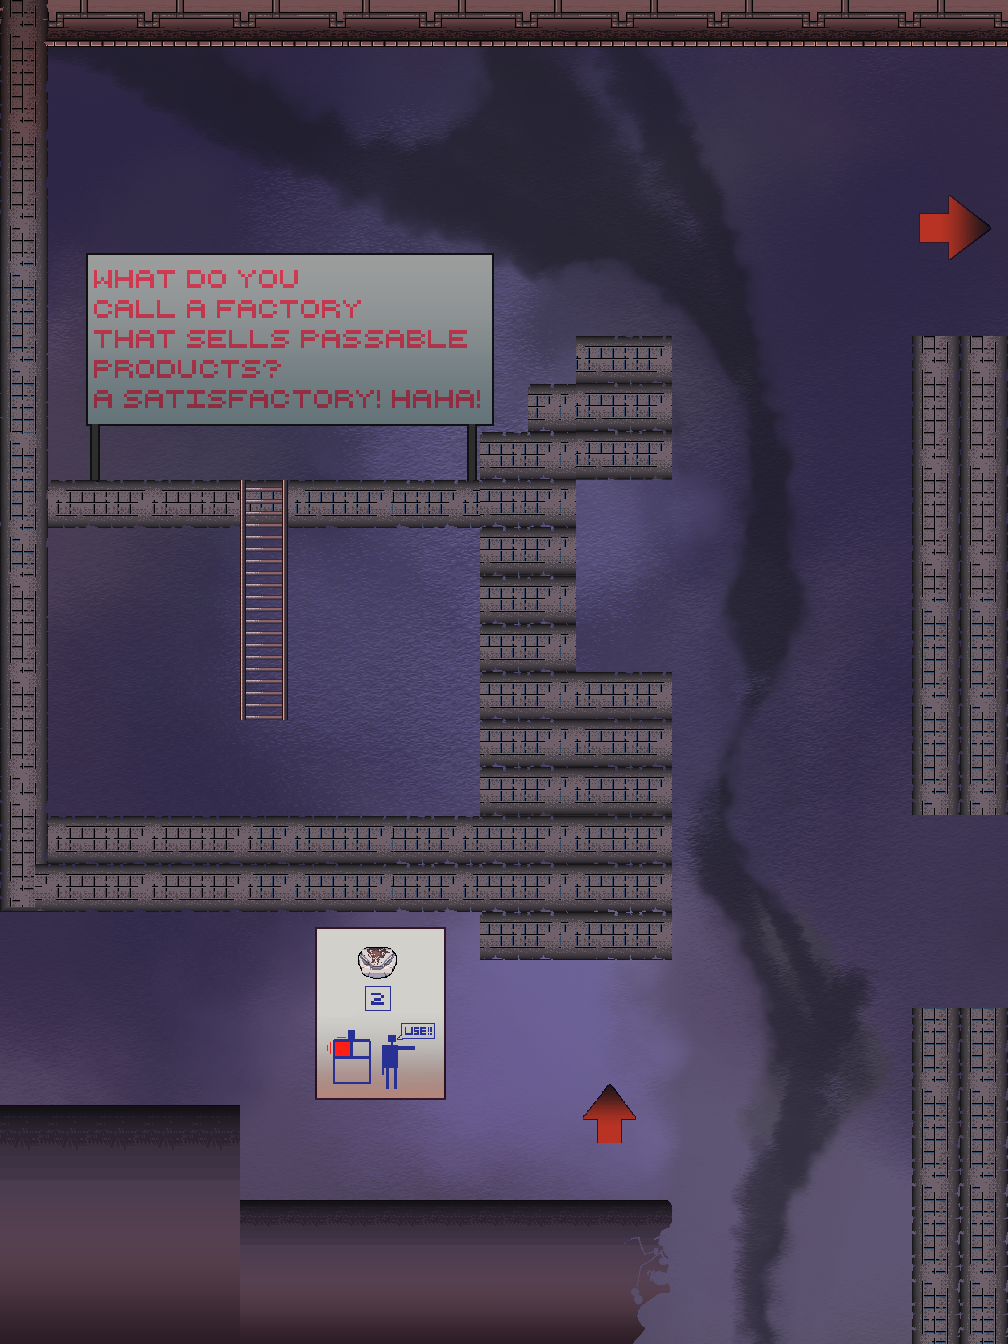 WHAT DO YOU
CALL A FACTORY
THAT SELLS PASSABLE
PRODUCTS?
A SATISFACTORY! HAHA!
2
USE!!